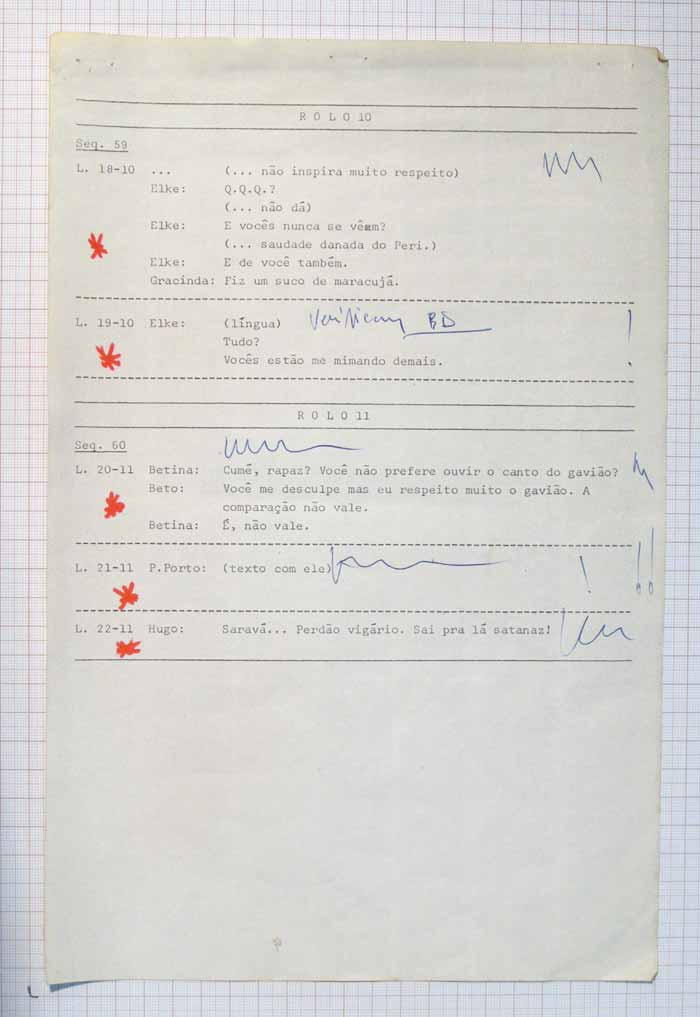 R O L O 10
Seq. 59
L. 18-10 ... (... não inspira muito respeito)
Elke: Q.Q.Q.?
(... não dá)
Elke: E vocês nunca se vêem?
(... saudade danada do Peri.)
Elke: E de você também.
Gracinda: Fiz um suco de maracujá.
L. 19-10 Elke: (língua) BD !
Tudo?
Vocês estão me mimando demais.
R O L O 11
Seq. 60
L. 20-11 Betina: Cumé, rapaz? Você não prefere ouvir o canto do gavião?
Beto: Você me desculpe mas eu respeito muito o gavião. A
comparação não vale.
Betina: É, não vale.
L. 21-11 P.Porto: (texto com ele) ! !!
L. 22-11 Hugo: Saravá... Perdão vigário. Sai pra lá satanaz!